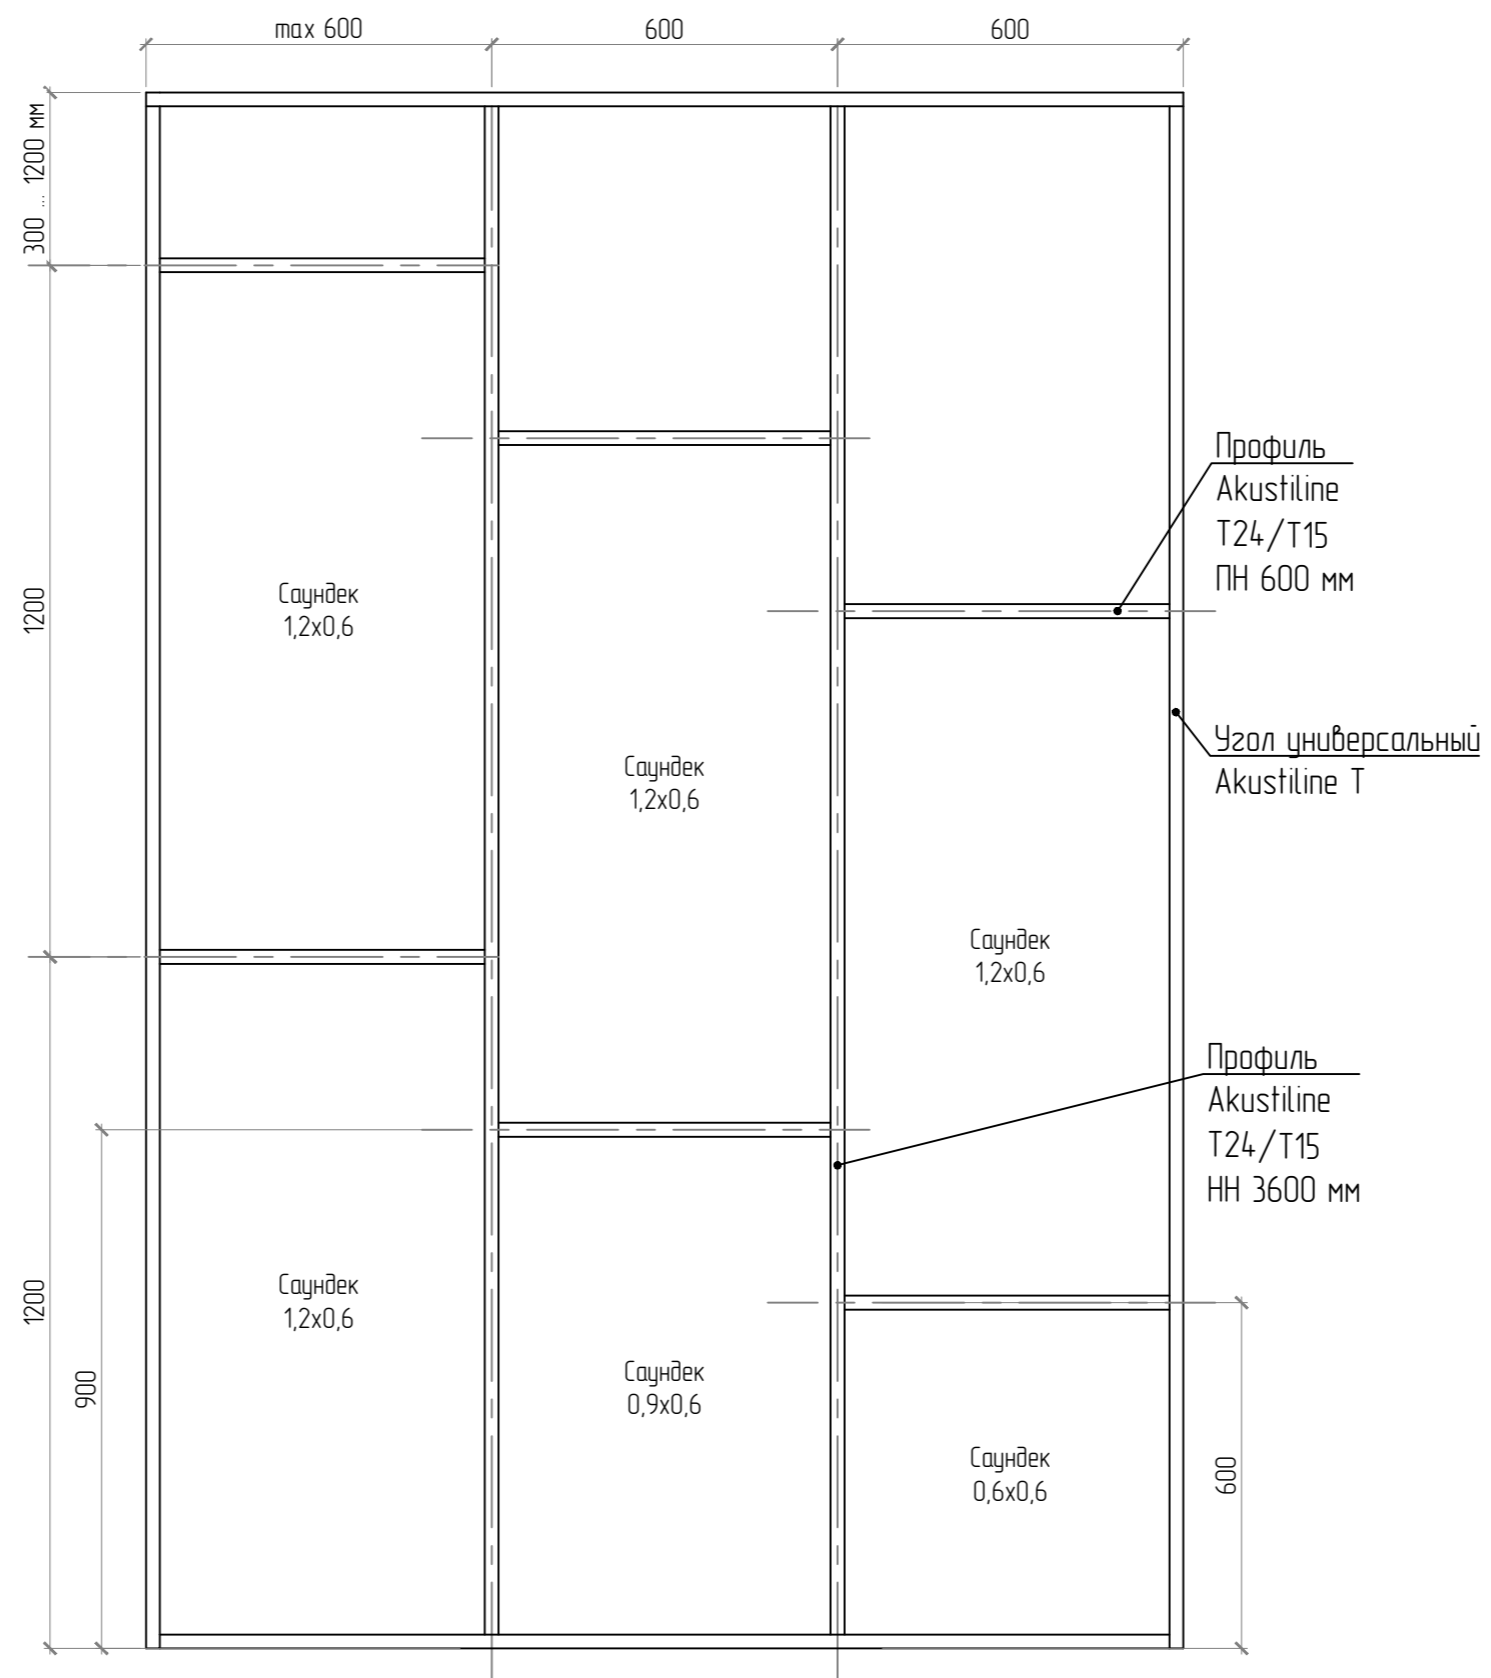 max 600
600
600
300 ... 1200 мм
Профиль
Akustiline
T24/T15
ПН 600 мм
1200
Саундек
1,2x0,6
Угол универсальный
Akustiline T
Саундек
1,2x0,6
Саундек
1,2x0,6
Профиль
Akustiline
T24/T15
НН 3600 мм
1200
Саундек
1,2x0,6
900
Саундек
0,9x0,6
Саундек
0,6x0,6
600